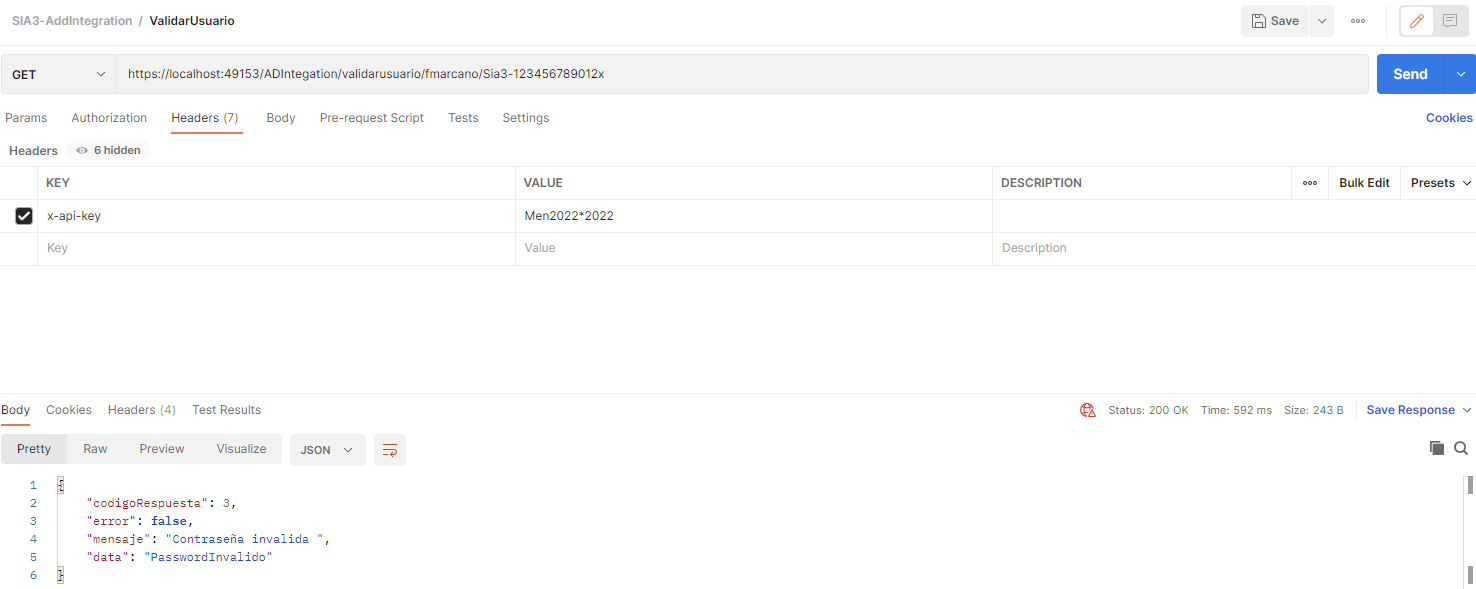 SIA3-AddIntegration / ValidarUsuario
Save
GET
https://localhost:49153/ADIntegation/validarusuario/fmarcano/Sia3-123456789012x
Send
Params Authorization Headers (7) Body Pre-request Script Tests Settings Cookies
Headers 6 hidden
KEY VALUE DESCRIPTION Bulk Edit Presets
x-api-key Men2022*2022
Key Value Description
Body Cookies Headers (4) Test Results Status: 200 OK Time: 592 ms Size: 243 B Save Response
Pretty Raw Preview Visualize JSON
1 {
2 "codigoRespuesta": 3,
3 "error": false,
4 "mensaje": "Contraseña invalida ",
5 "data": "PasswordInvalido"
6 }